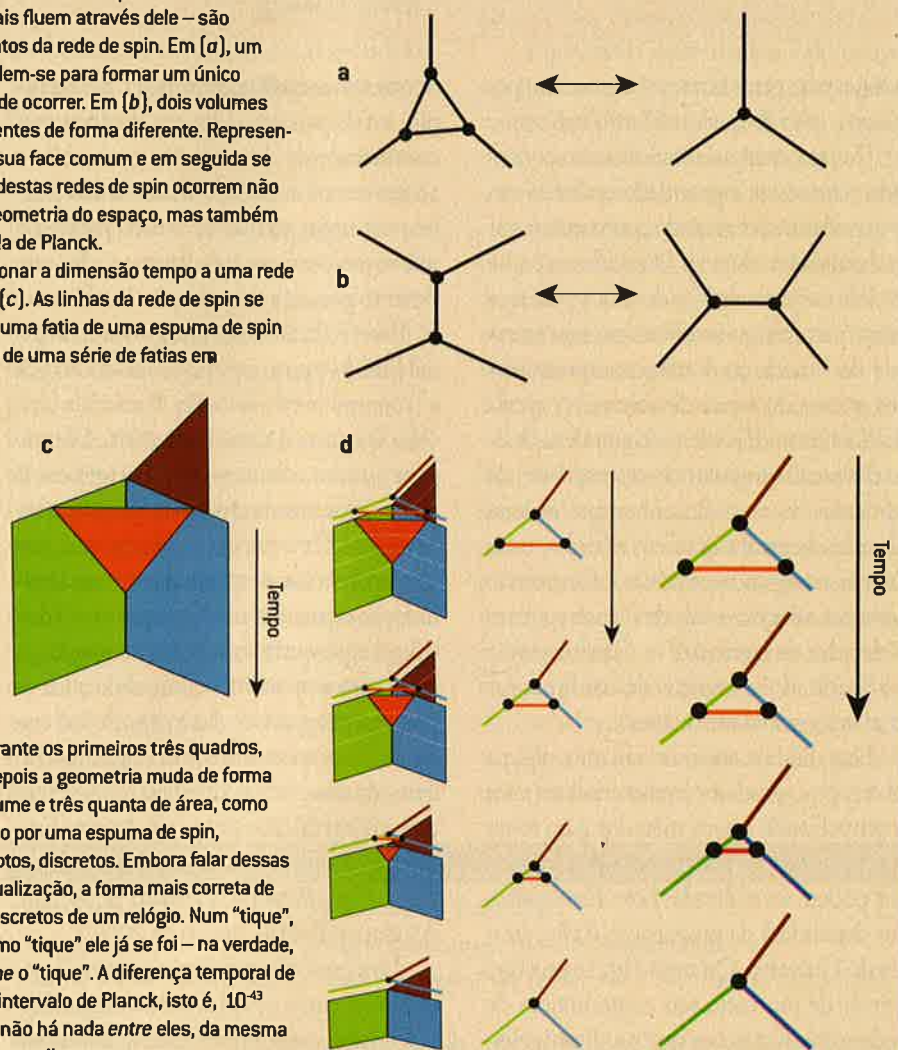 ais fluem através dele – são
tos da rede de spin. Em (a), um
dem-se para formar um único
de ocorrer. Em (b), dois volumes
entes de forma diferente. Represen-
sua face comum e em seguida se
destas redes de spin ocorrem não
eometria do espaço, mas também
la de Planck.
onar a dimensão tempo a uma rede
(c). As linhas da rede de spin se
uma fatia de uma espuma de spin
de uma série de fatias em
a
b
c
d
Tempo
Tempo
rante os primeiros três quadros,
epois a geometria muda de forma
ume e três quanta de área, como
o por uma espuma de spin,
ptos, discretos. Embora falar dessas
ualização, a forma mais correta de
iscretos de um relógio. Num “tique”,
mo “tique” ele já se foi – na verdade,
ne o “tique”. A diferença temporal de
intervalo de Planck, isto é, 10⁻⁴³
não há nada entre eles, da mesma